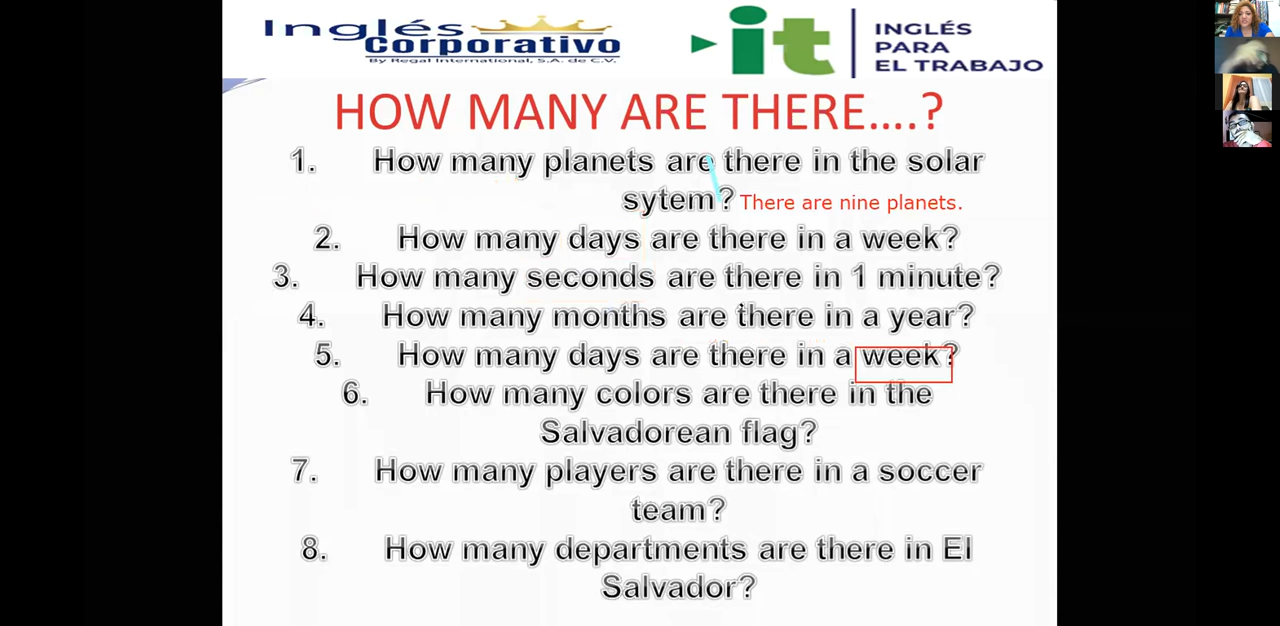 Inglés
Corporativo
By Regal International, S.A. de C.V.
it
INGLÉS
PARA
EL TRABAJO
HOW MANY ARE THERE….?
1. How many planets are there in the solar
sytem? There are nine planets.
2. How many days are there in a week?
3. How many seconds are there in 1 minute?
4. How many months are there in a year?
5. How many days are there in a week?
6. How many colors are there in the
Salvadorean flag?
7. How many players are there in a soccer
team?
8. How many departments are there in El
Salvador?